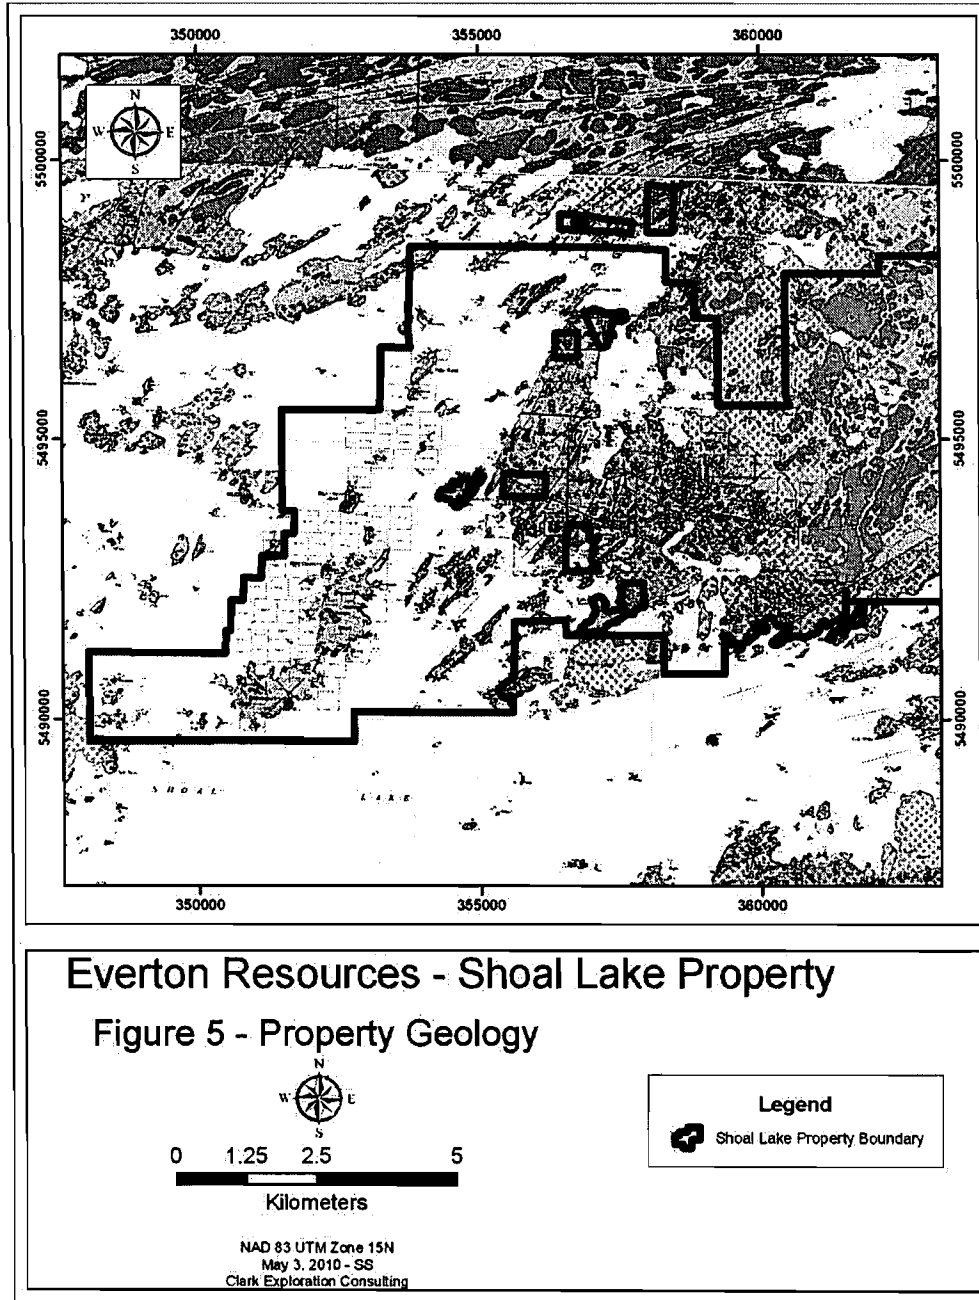 350000 355000 360000
N
W E
S
5500000 5500000
5495000 5495000
5490000 5490000
SHOAL LAKE
350000 355000 360000
Everton Resources - Shoal Lake Property
Figure 5 - Property Geology
N
W E
S
0 1.25 2.5 5
Kilometers
NAD 83 UTM Zone 15N
May 3, 2010 - SS
Clark Exploration Consulting
Legend
Shoal Lake Property Boundary